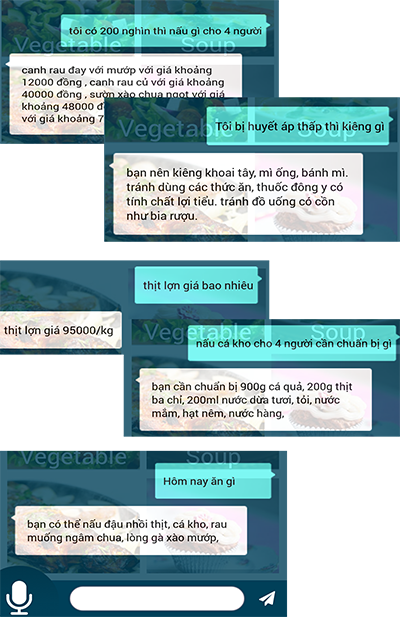 tôi có 200 nghìn thì nấu gì cho 4 người
Vegetable Soup
canh rau đay với mướp với giá khoảng
12000 đồng , canh rau củ với giá khoảng
40000 đồng , sườn xào chua ngọt với giá
khoảng 48000 đ
với giá khoảng 7
Vegetable Soup
Tôi bị huyết áp thấp thì kiêng gì
bạn nên kiêng khoai tây, mì ống, bánh mì.
tránh dùng các thức ăn, thuốc đông y có
tính chất lợi tiểu. tránh đồ uống có cồn
như bia rượu.
thịt lợn giá bao nhiêu
thịt lợn giá 95000/kg
Vegetable Soup
nấu cá kho cho 4 người cần chuẩn bị gì
bạn cần chuẩn bị 900g cá quả, 200g thịt
ba chỉ, 200ml nước dừa tươi, tỏi, nước
mắm, hạt nêm, nước hàng,
Vegetable Soup
Hôm nay ăn gì
bạn có thể nấu đậu nhồi thịt, cá kho, rau
muống ngâm chua, lòng gà xào mướp,